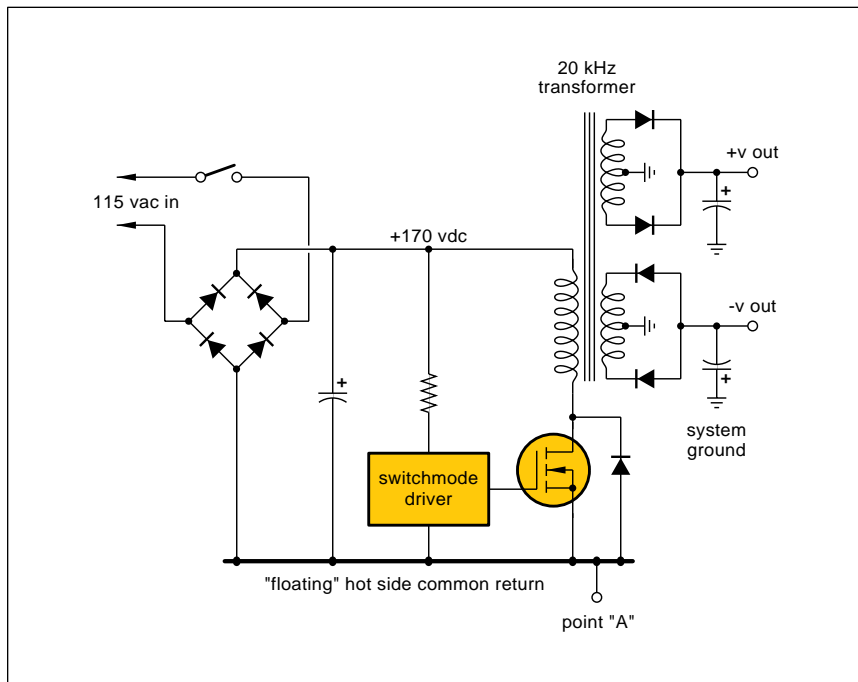 20 kHz
transformer
+v out
+
115 vac in
+170 vdc
-v out
+
+
system
ground
switchmode
driver
"floating" hot side common return
point "A"